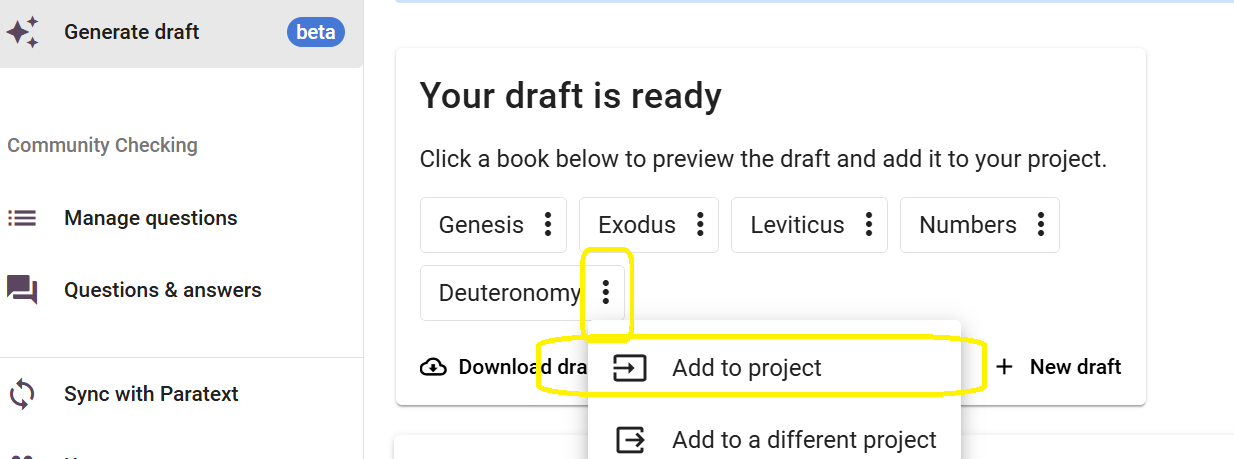 Generate draft beta
Community Checking
Manage questions
Questions & answers
Sync with Paratext
Your draft is ready
Click a book below to preview the draft and add it to your project.
Genesis Exodus Leviticus Numbers
Deuteronomy
Download dra
New draft
Add to project
Add to a different project